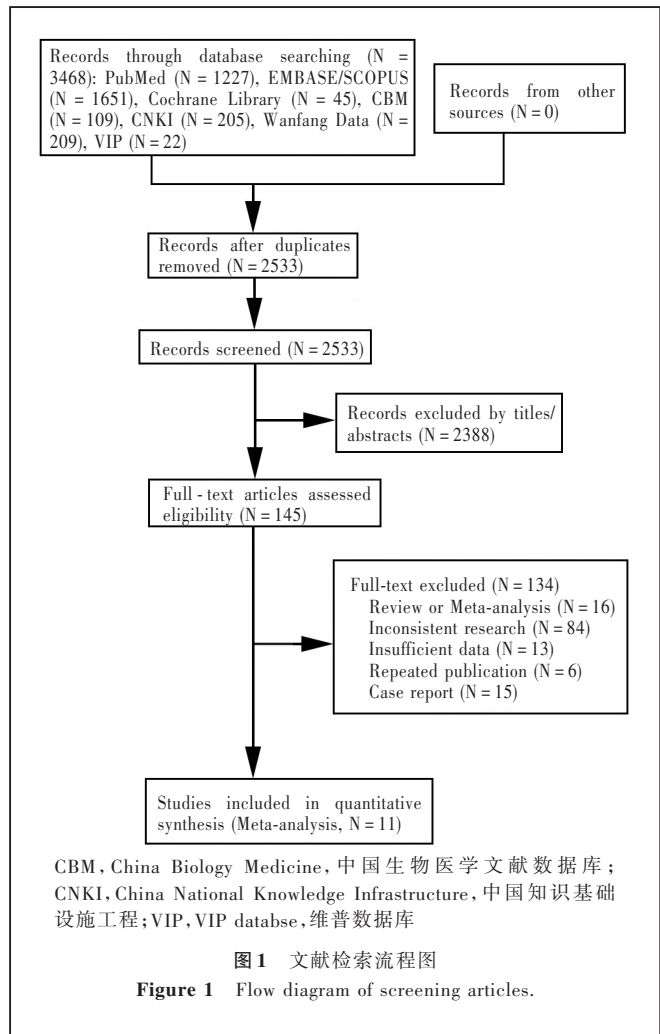 Records through database searching (N =
3468): PubMed (N = 1227), EMBASE/SCOPUS
(N = 1651), Cochrane Library (N = 45), CBM
(N = 109), CNKI (N = 205), Wanfang Data (N =
209), VIP (N = 22)
Records from other
sources (N = 0)
Records after duplicates
removed (N = 2533)
Records screened (N = 2533)
Records excluded by titles/
abstracts (N = 2388)
Full - text articles assessed
eligibility (N = 145)
Full-text excluded (N = 134)
Review or Meta-analysis (N = 16)
Inconsistent research (N = 84)
Insufficient data (N = 13)
Repeated publication (N = 6)
Case report (N = 15)
Studies included in quantitative
synthesis (Meta-analysis, N = 11)
CBM, China Biology Medicine, 中国生物医学文献数据库;
CNKI, China National Knowledge Infrastructure, 中国知识基础
设施工程; VIP, VIP databse, 维普数据库
图1 文献检索流程图
Figure 1 Flow diagram of screening articles.